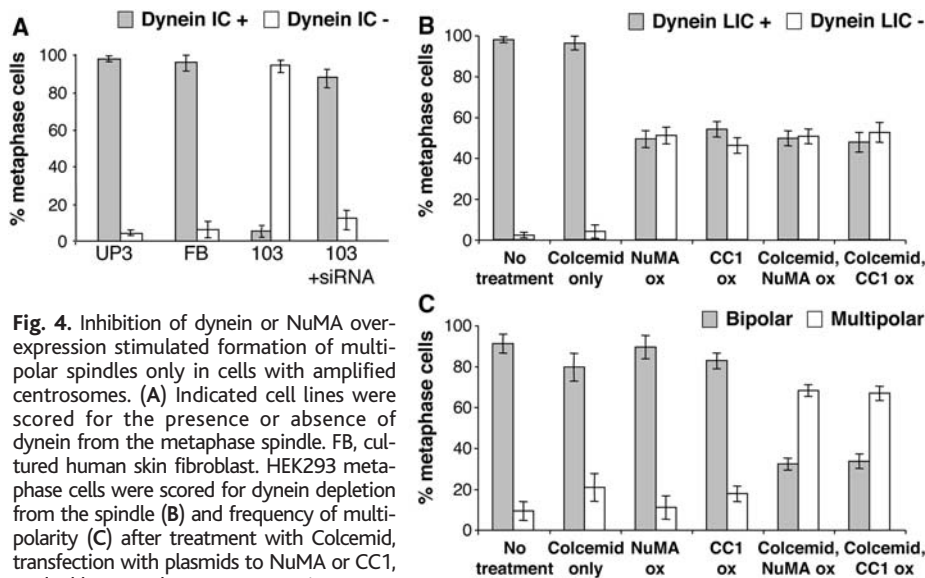 A
Dynein IC + Dynein IC -
% metaphase cells
100
80
60
40
20
0
UP3 FB 103 103
+siRNA
B
Dynein LIC + Dynein LIC -
% metaphase cells
100
80
60
40
20
0
No treatment
Colcemid only
NuMA ox
CC1 ox
Colcemid, NuMA ox
Colcemid, CC1 ox
C
Bipolar Multipolar
% metaphase cells
100
80
60
40
20
0
No treatment
Colcemid only
NuMA ox
CC1 ox
Colcemid, NuMA ox
Colcemid, CC1 ox
Fig. 4. Inhibition of dynein or NuMA over-
expression stimulated formation of multi-
polar spindles only in cells with amplified
centrosomes. (A) Indicated cell lines were
scored for the presence or absence of
dynein from the metaphase spindle. FB, cul-
tured human skin fibroblast. HEK293 meta-
phase cells were scored for dynein depletion
from the spindle (B) and frequency of multi-
polarity (C) after treatment with Colcemid,
transfection with plasmids to NuMA or CC1,